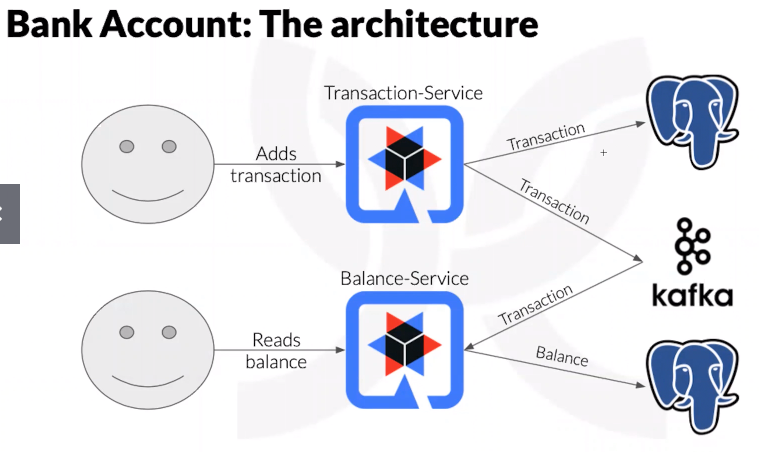 Bank Account: The architecture
Transaction-Service
Adds
transaction
Transaction
Transaction
kafka
Balance-Service
Reads
balance
Transaction
Balance